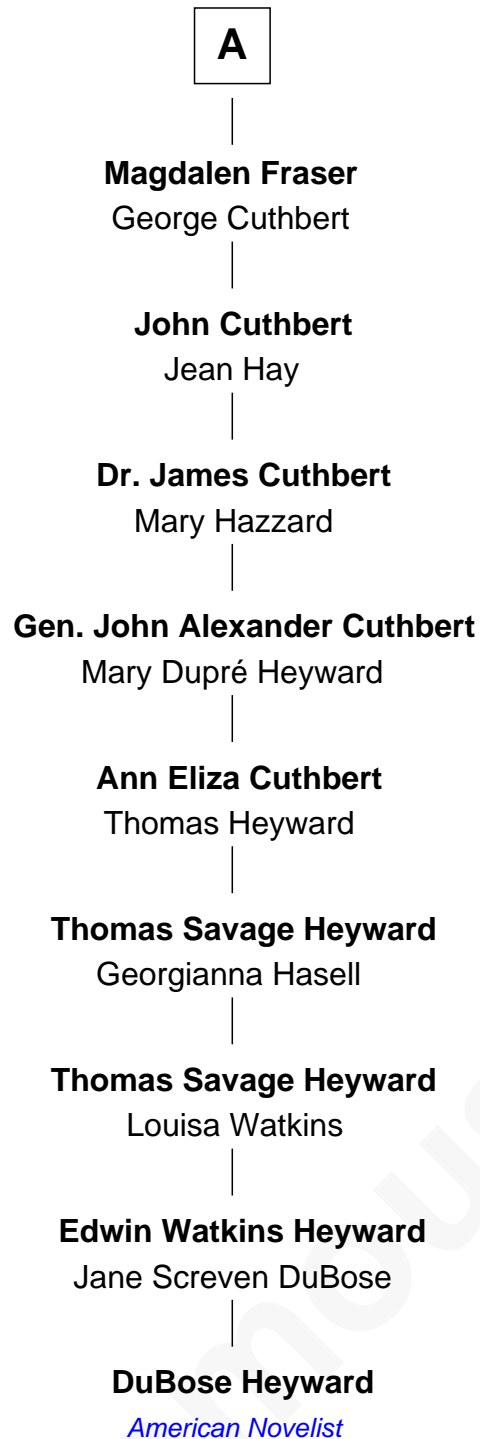 A
Magdalen Fraser
George Cuthbert
John Cuthbert
Jean Hay
Dr. James Cuthbert
Mary Hazzard
Gen. John Alexander Cuthbert
Mary Dupré Heyward
Ann Eliza Cuthbert
Thomas Heyward
Thomas Savage Heyward
Georgianna Hasell
Thomas Savage Heyward
Louisa Watkins
Edwin Watkins Heyward
Jane Screven DuBose
DuBose Heyward
American Novelist